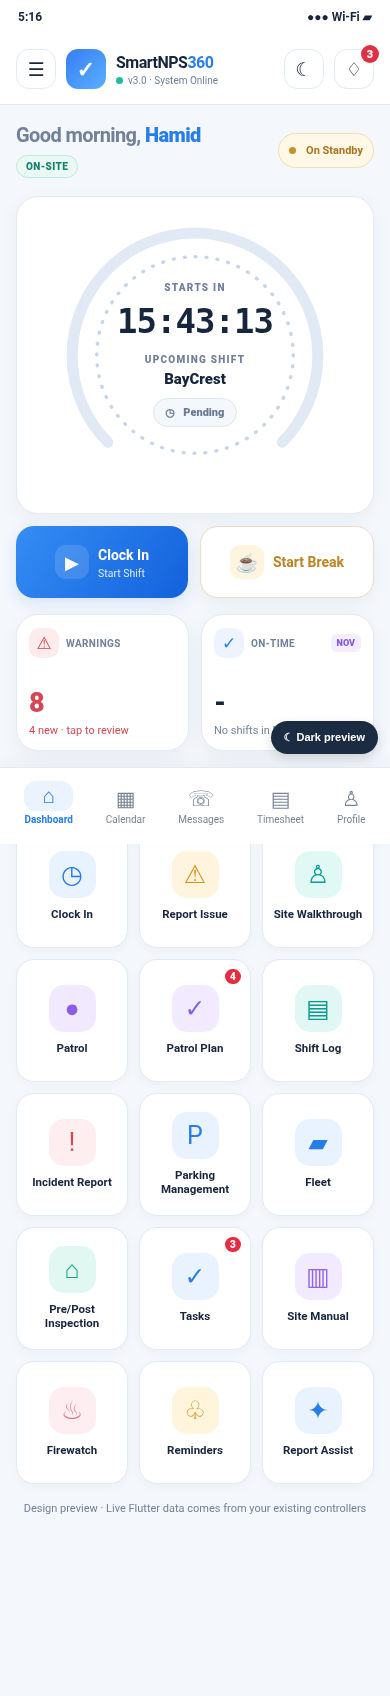 5:16
●●● Wi-Fi
SmartNPS360
v3.0 · System Online
3
Good morning, Hamid
ON-SITE
On Standby
STARTS IN
15:43:13
UPCOMING SHIFT
BayCrest
Pending
Clock In
Start Shift
Start Break
WARNINGS
8
4 new · tap to review
ON-TIME
NOV
-
No shifts in
Dark preview
Dashboard
Calendar
Messages
Timesheet
Profile
Clock In
Report Issue
Site Walkthrough
Patrol
4
Patrol Plan
Shift Log
Incident Report
P
Parking
Management
Fleet
Pre/Post
Inspection
3
Tasks
Site Manual
Firewatch
Reminders
Report Assist
Design preview · Live Flutter data comes from your existing controllers